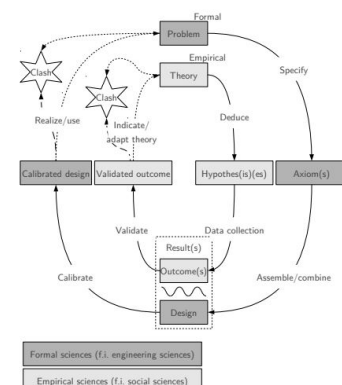 Formal
Problem
Empirical
Theory
Clash
Clash
Specify
Realize/use
Indicate/
adapt theory
Deduce
Calibrated design
Validated outcome
Hypothes(is)(es)
Axiom(s)
Validate
Data collection
Result(s)
Outcome(s)
Calibrate
Assemble/combine
Design
Formal sciences (f.i. engineering sciences)
Empirical sciences (f.i. social sciences)